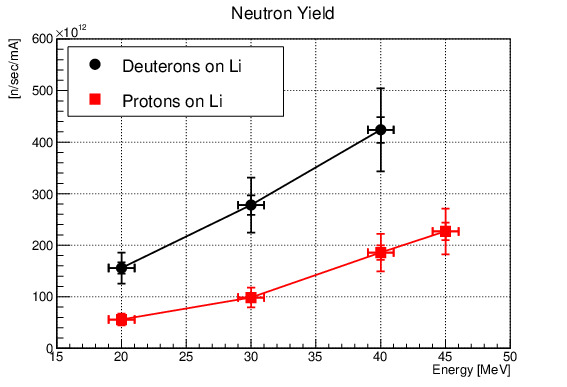 Neutron Yield
×10¹²
[n/sec/mA]
600
500
400
300
200
100
0
Deuterons on Li
Protons on Li
15 20 25 30 35 40 45 50
Energy [MeV]